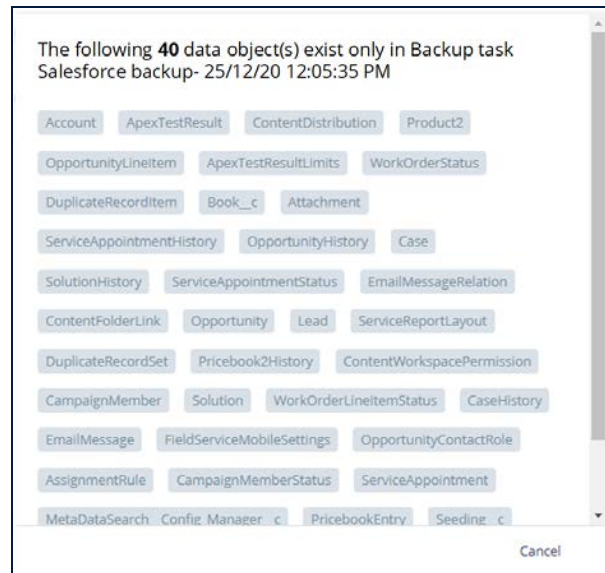 The following 40 data object(s) exist only in Backup task
Salesforce backup- 25/12/20 12:05:35 PM
Account ApexTestResult ContentDistribution Product2
OpportunityLineItem ApexTestResultLimits WorkOrderStatus
DuplicateRecordItem Book__c Attachment
ServiceAppointmentHistory OpportunityHistory Case
SolutionHistory ServiceAppointmentStatus EmailMessageRelation
ContentFolderLink Opportunity Lead ServiceReportLayout
DuplicateRecordSet Pricebook2History ContentWorkspacePermission
CampaignMember Solution WorkOrderLineItemStatus CaseHistory
EmailMessage FieldServiceMobileSettings OpportunityContactRole
AssignmentRule CampaignMemberStatus ServiceAppointment
MetaDataSearch__Config_Manager__c PricebookEntry Seeding__c
Cancel